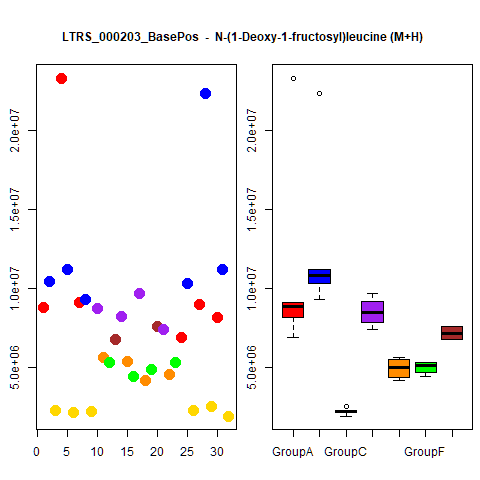 LTRS_000203_BasePos - N-(1-Deoxy-1-fructosyl)leucine (M+H)
2.0e+07
1.5e+07
1.0e+07
5.0e+06
0 5 10 15 20 25 30
2.0e+07
1.5e+07
1.0e+07
5.0e+06
GroupA GroupC GroupF